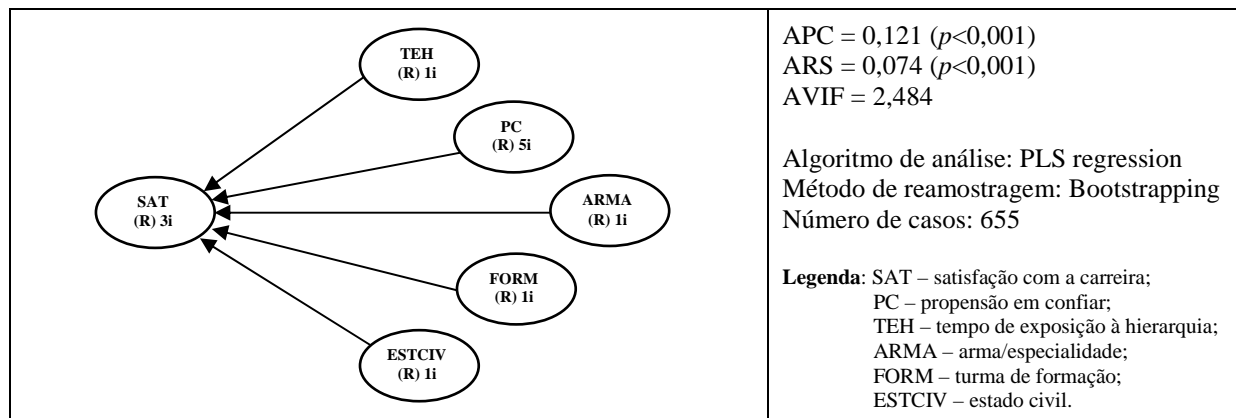 TEH
(R) 1i
PC
(R) 5i
SAT
(R) 3i
ARMA
(R) 1i
FORM
(R) 1i
ESTCIV
(R) 1i
APC = 0,121 (p<0,001)
ARS = 0,074 (p<0,001)
AVIF = 2,484
Algoritmo de análise: PLS regression
Método de reamostragem: Bootstrapping
Número de casos: 655
Legenda: SAT – satisfação com a carreira;
PC – propensão em confiar;
TEH – tempo de exposição à hierarquia;
ARMA – arma/especialidade;
FORM – turma de formação;
ESTCIV – estado civil.